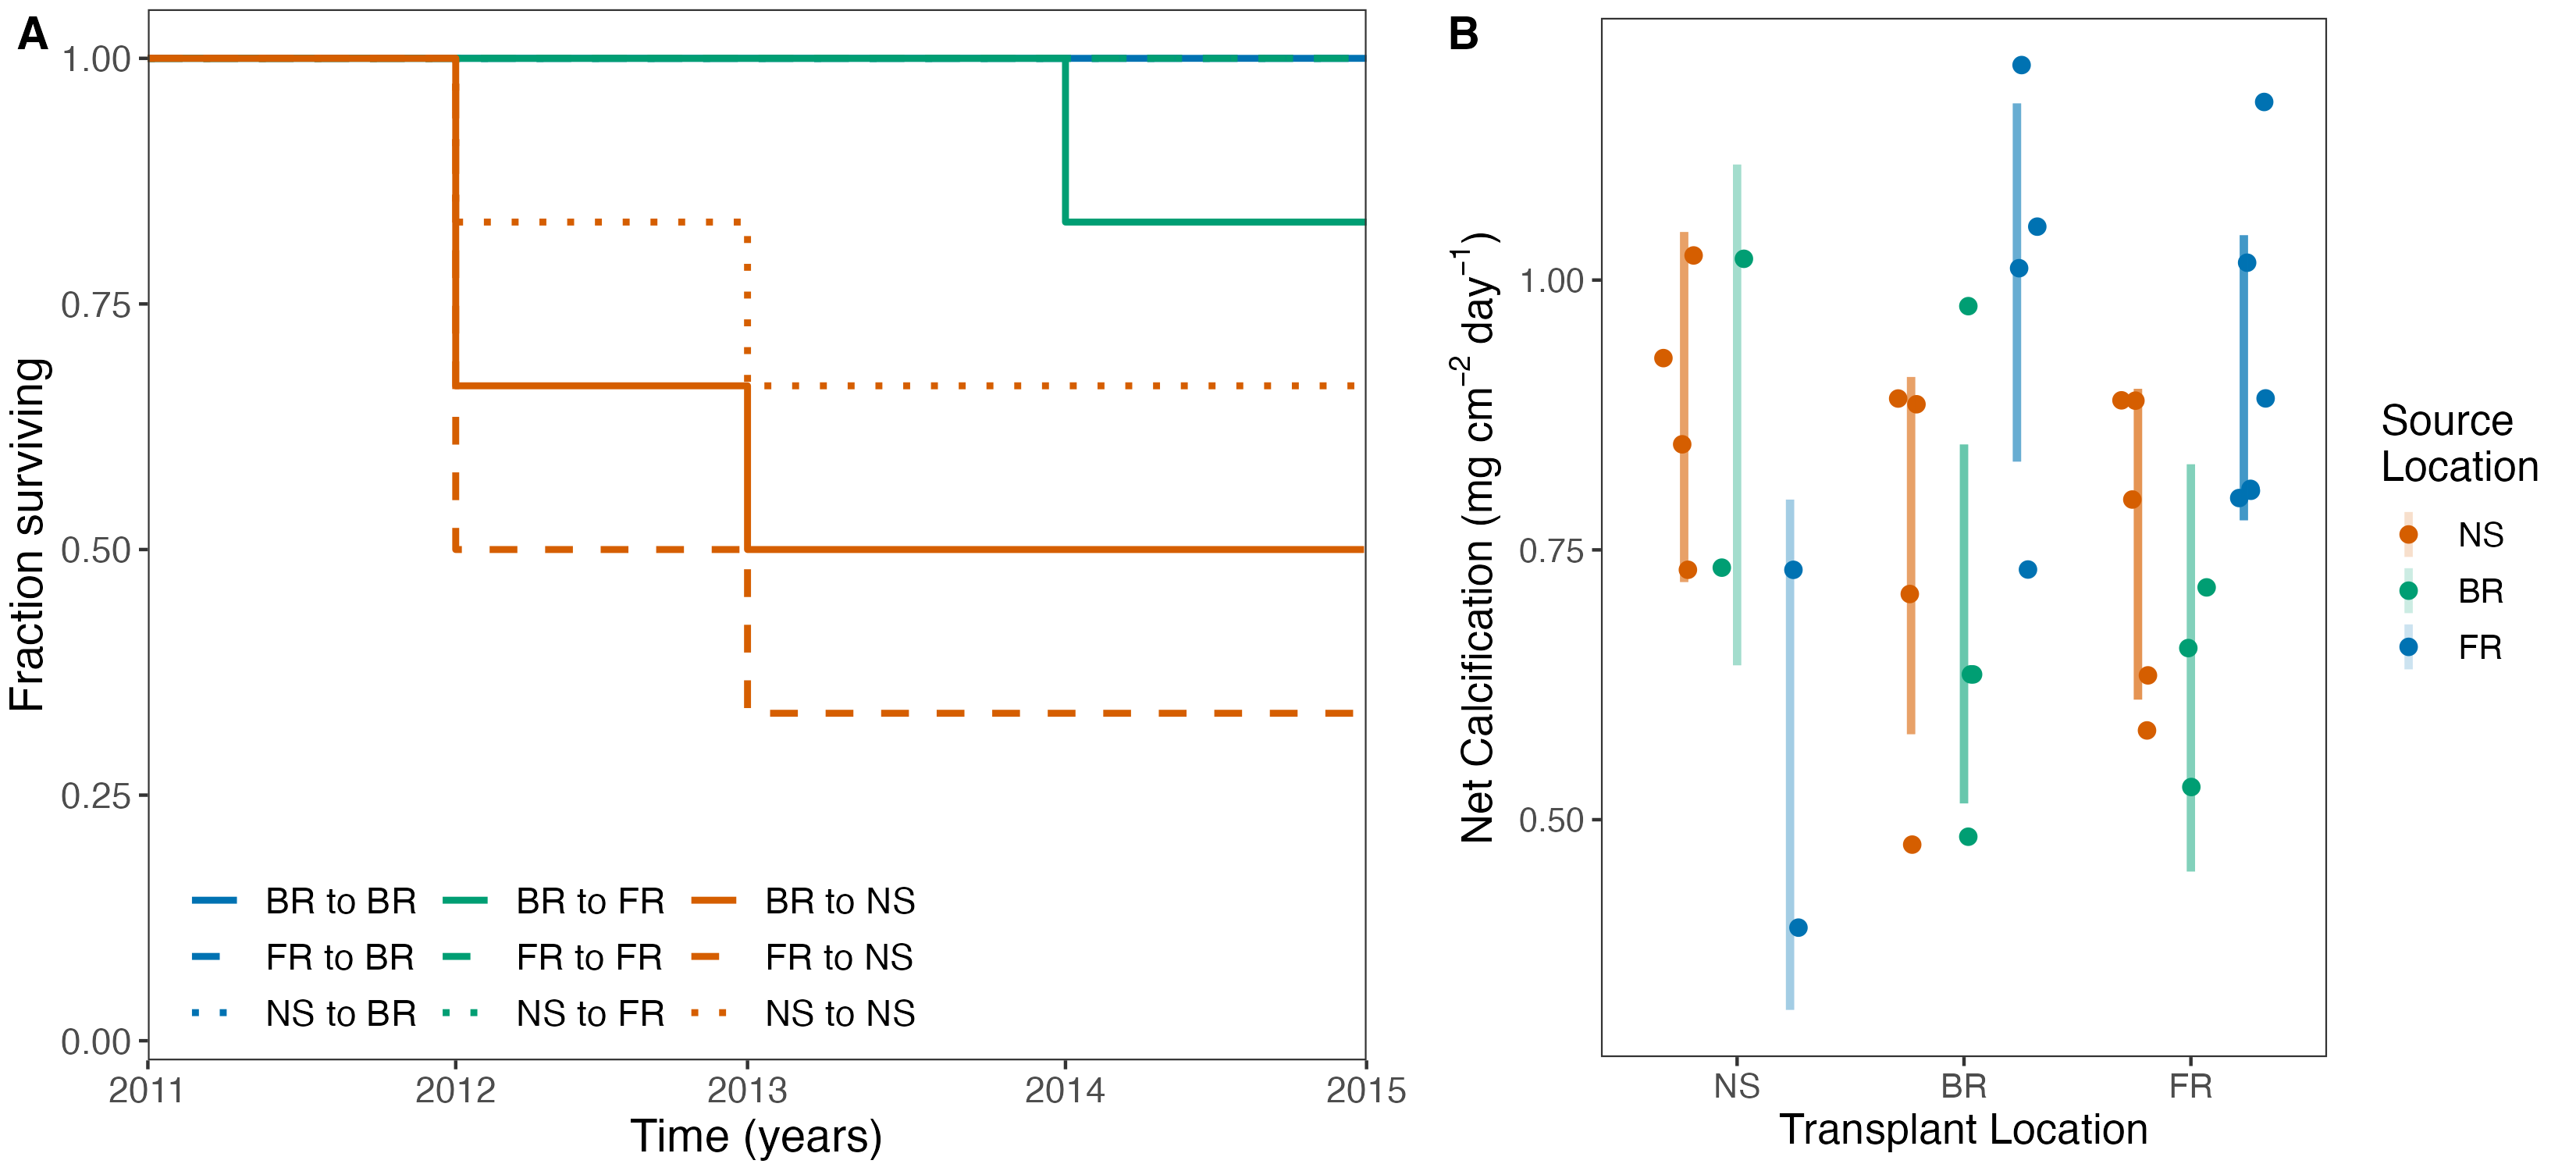 A
1.00
0.75
0.50
0.25
0.00
Fraction surviving
BR to BR BR to FR BR to NS
FR to BR FR to FR FR to NS
NS to BR NS to FR NS to NS
2011 2012 2013 2014 2015
Time (years)
B
1.00
0.75
0.50
Net Calcification (mg cm⁻² day⁻¹)
NS BR FR
Transplant Location
Source
Location
NS
BR
FR